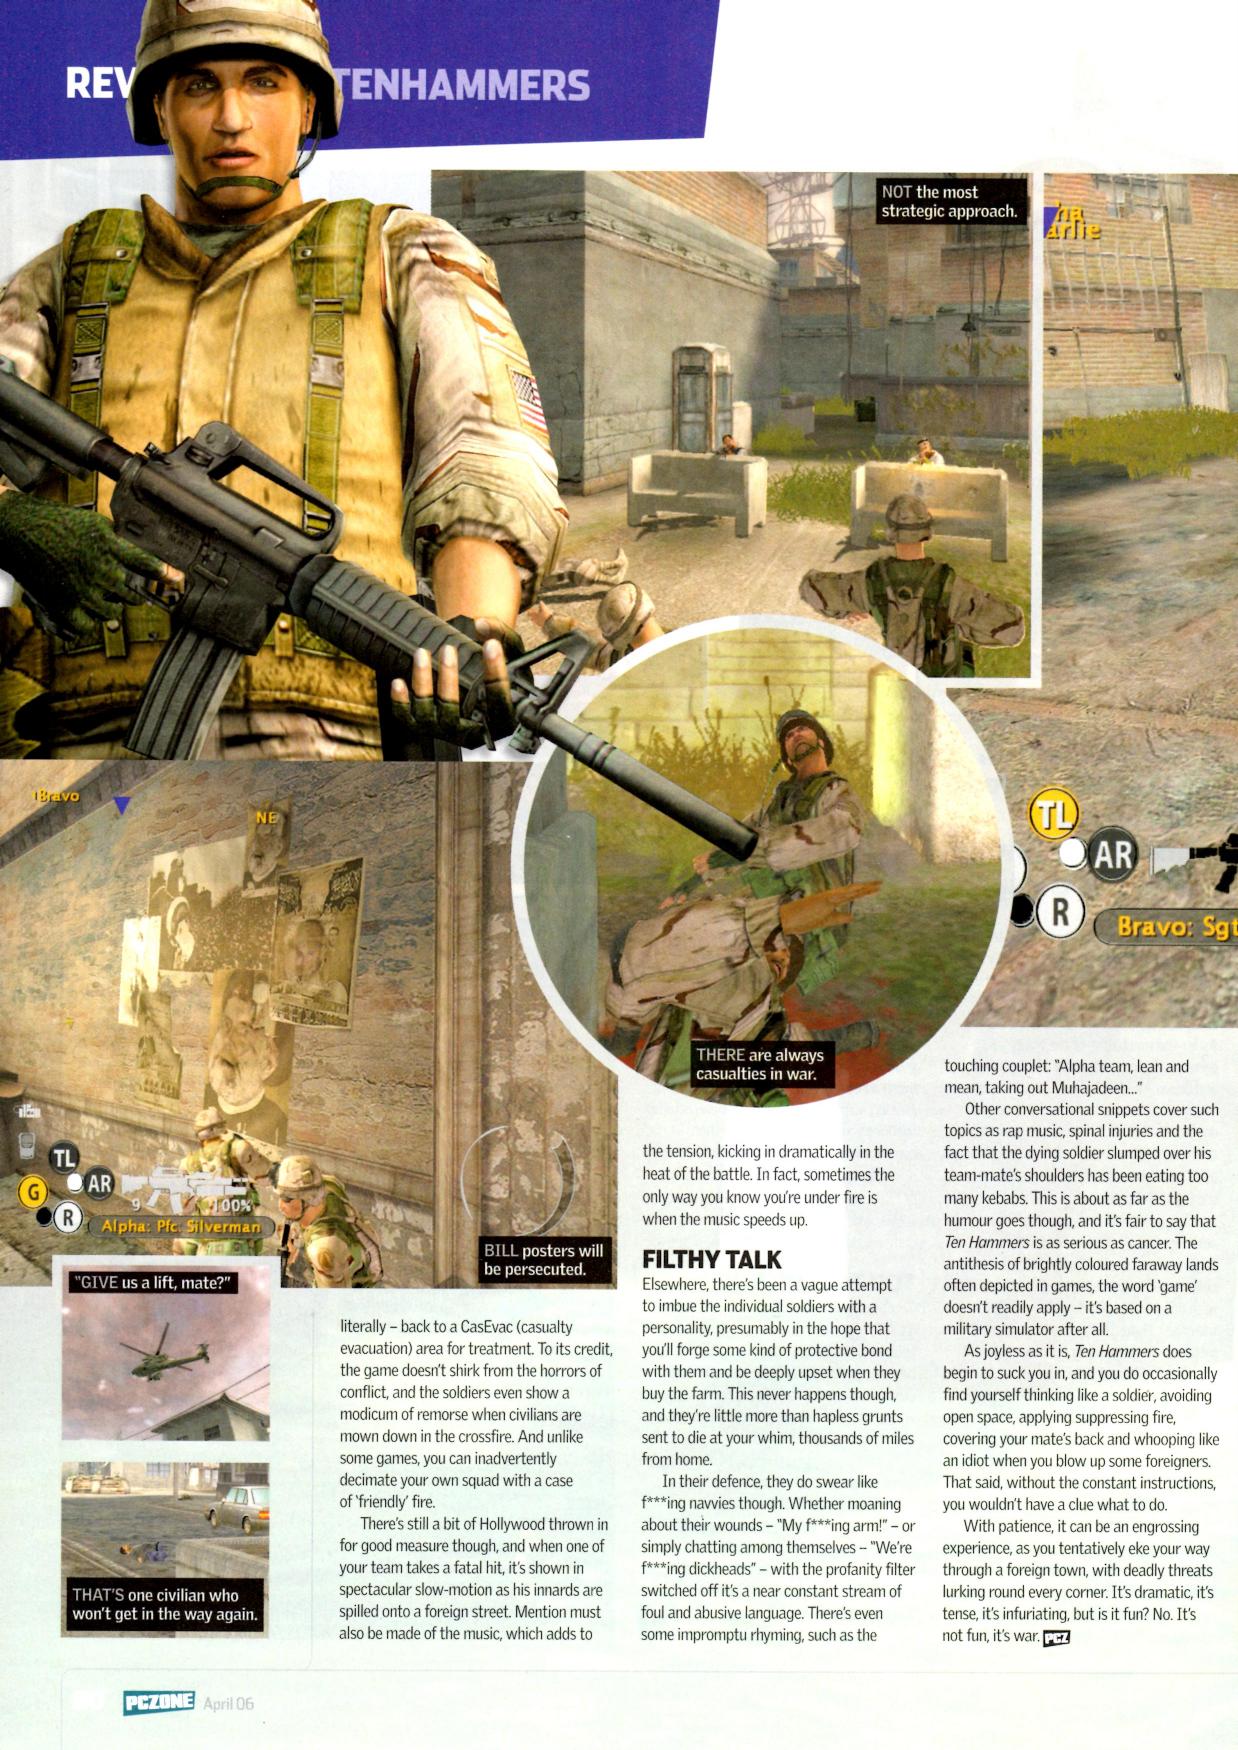 REV TENHAMMERS
NOT the most
strategic approach.
ha
arlie
TL
AR
R
Bravo: Sgt
Bravo
NE
TL
G
AR
R
9
100%
Alpha: Pfc. Silverman
BILL posters will
be persecuted.
THERE are always
casualties in war.
"GIVE us a lift, mate?"
THAT'S one civilian who
won't get in the way again.
literally – back to a CasEvac (casualty
evacuation) area for treatment. To its credit,
the game doesn't shirk from the horrors of
conflict, and the soldiers even show a
modicum of remorse when civilians are
mown down in the crossfire. And unlike
some games, you can inadvertently
decimate your own squad with a case
of 'friendly' fire.
There's still a bit of Hollywood thrown in
for good measure though, and when one of
your team takes a fatal hit, it's shown in
spectacular slow-motion as his innards are
spilled onto a foreign street. Mention must
also be made of the music, which adds to
the tension, kicking in dramatically in the
heat of the battle. In fact, sometimes the
only way you know you're under fire is
when the music speeds up.
FILTHY TALK
Elsewhere, there's been a vague attempt
to imbue the individual soldiers with a
personality, presumably in the hope that
you'll forge some kind of protective bond
with them and be deeply upset when they
buy the farm. This never happens though,
and they're little more than hapless grunts
sent to die at your whim, thousands of miles
from home.
In their defence, they do swear like
f***ing navvies though. Whether moaning
about their wounds – "My f***ing arm!" – or
simply chatting among themselves – "We're
f***ing dickheads" – with the profanity filter
switched off it's a near constant stream of
foul and abusive language. There's even
some impromptu rhyming, such as the
touching couplet: "Alpha team, lean and
mean, taking out Muhajadeen..."
Other conversational snippets cover such
topics as rap music, spinal injuries and the
fact that the dying soldier slumped over his
team-mate's shoulders has been eating too
many kebabs. This is about as far as the
humour goes though, and it's fair to say that
Ten Hammers is as serious as cancer. The
antithesis of brightly coloured faraway lands
often depicted in games, the word 'game'
doesn't readily apply – it's based on a
military simulator after all.
As joyless as it is, Ten Hammers does
begin to suck you in, and you do occasionally
find yourself thinking like a soldier, avoiding
open space, applying suppressing fire,
covering your mate's back and whooping like
an idiot when you blow up some foreigners.
That said, without the constant instructions,
you wouldn't have a clue what to do.
With patience, it can be an engrossing
experience, as you tentatively eke your way
through a foreign town, with deadly threats
lurking round every corner. It's dramatic, it's
tense, it's infuriating, but is it fun? No. It's
not fun, it's war. PCZ
PCZONE April 06